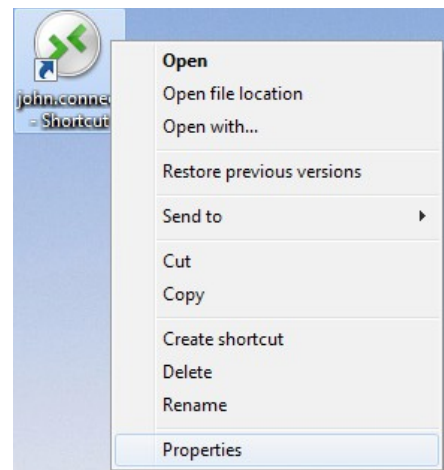 john.connec
- Shortcut
Open
Open file location
Open with...
Restore previous versions
Send to
Cut
Copy
Create shortcut
Delete
Rename
Properties